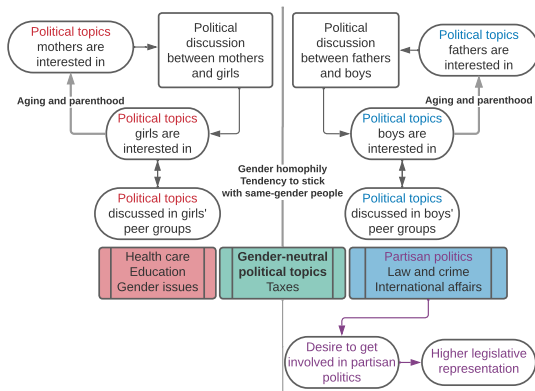 Political topics
mothers are
interested in
Political
discussion
between mothers
and girls
Political
discussion
between fathers
and boys
Political topics
fathers are
interested in
Aging and parenthood
Aging and parenthood
Political topics
girls are
interested in
Political topics
boys are
interested in
Gender homophily
Tendency to stick
with same-gender people
Political topics
discussed in girls'
peer groups
Political topics
discussed in boys'
peer groups
Health care
Education
Gender issues
Gender-neutral
political topics
Taxes
Partisan politics
Law and crime
International affairs
Desire to get
involved in partisan
politics
Higher legislative
representation